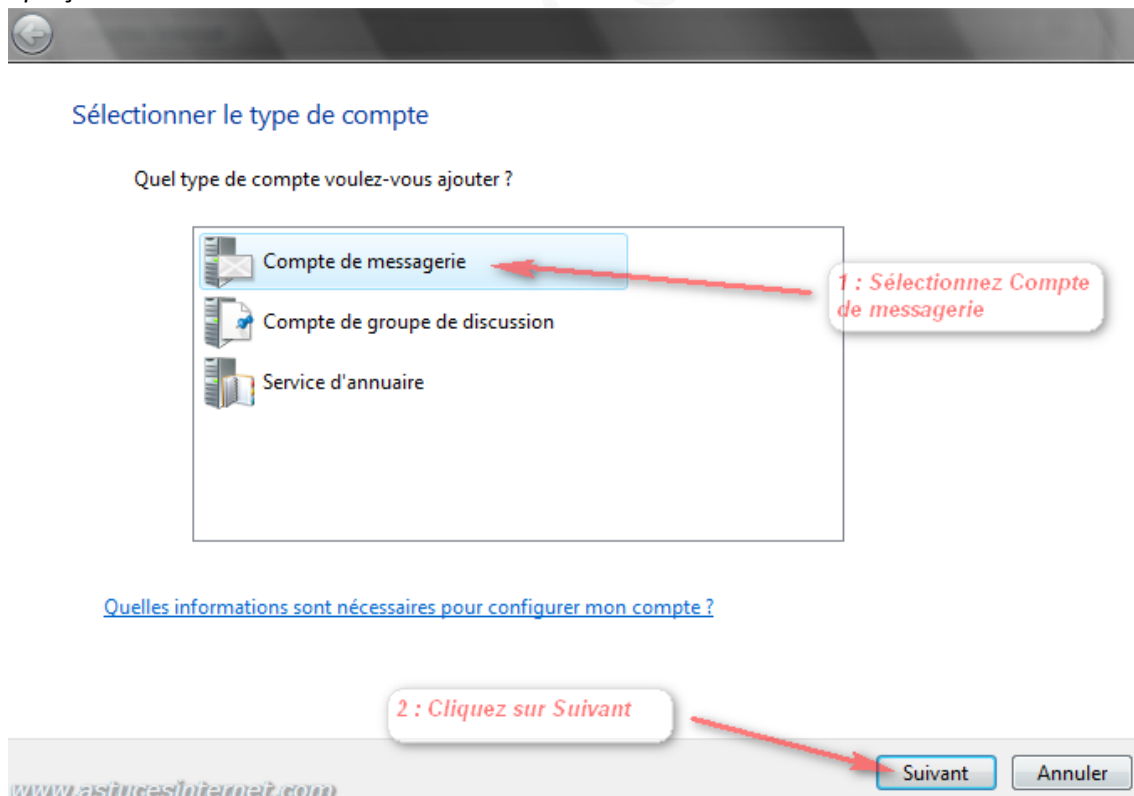 Sélectionner le type de compte
Quel type de compte voulez-vous ajouter ?
Compte de messagerie
1 : Sélectionnez Compte
de messagerie
Compte de groupe de discussion
Service d'annuaire
Quelles informations sont nécessaires pour configurer mon compte ?
2 : Cliquez sur Suivant
Suivant
Annuler
www.astucesinternet.com